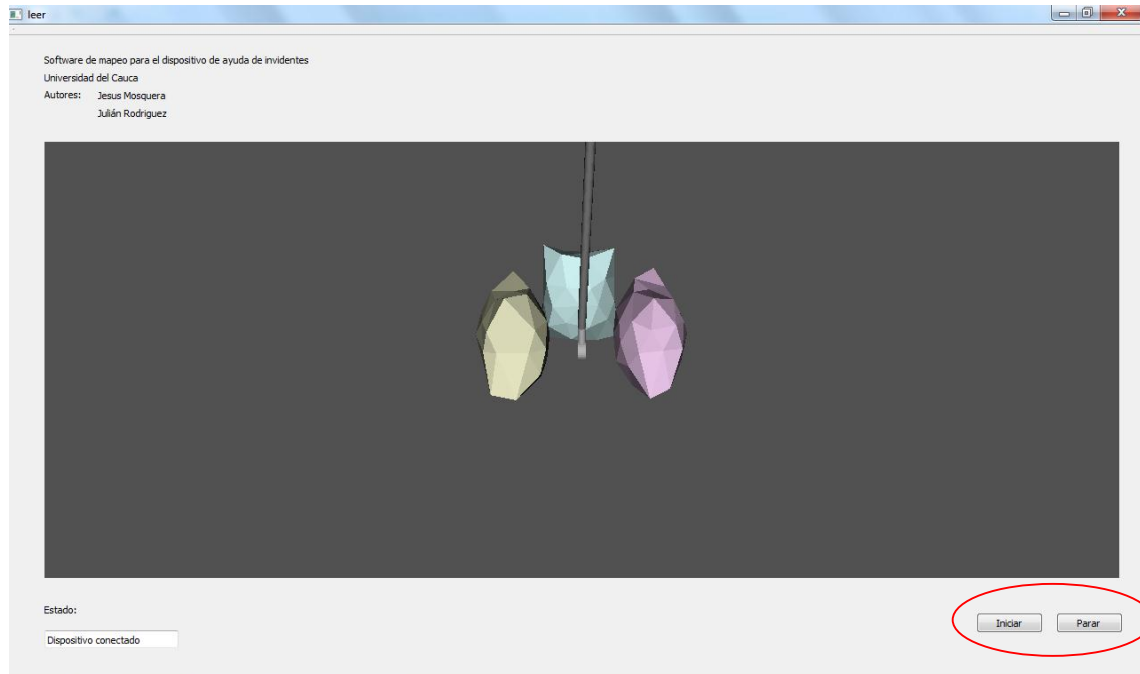 leer
Software de mapeo para el dispositivo de ayuda de invidentes
Universidad del Cauca
Autores: Jesus Mosquera
Julián Rodriguez
Estado:
Dispositivo conectado
Iniciar Parar